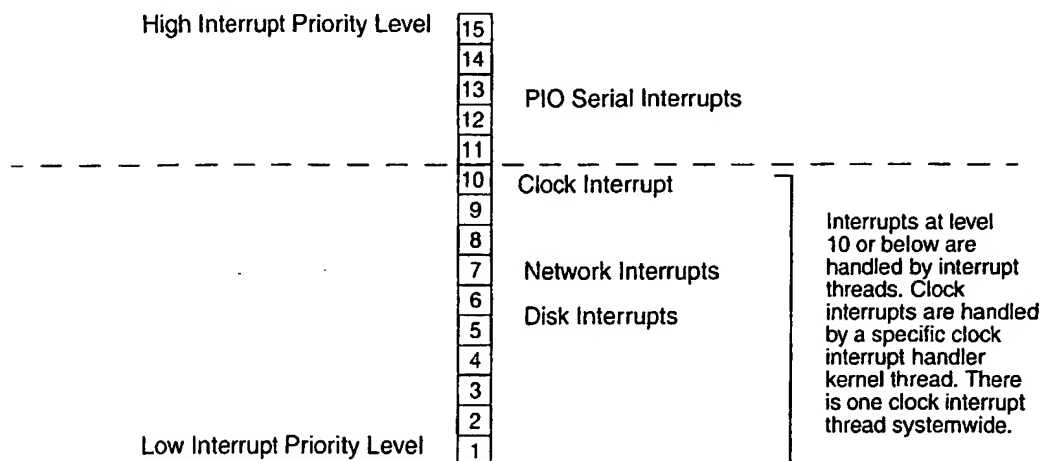 High Interrupt Priority Level 15
14
13
PIO Serial Interrupts
12
11
10 Clock Interrupt
9
8
7 Network Interrupts
6
Disk Interrupts
5
4
3
2
Low Interrupt Priority Level 1
Interrupts at level
10 or below are
handled by interrupt
threads. Clock
interrupts are handled
by a specific clock
interrupt handler
kernel thread. There
is one clock interrupt
thread systemwide.